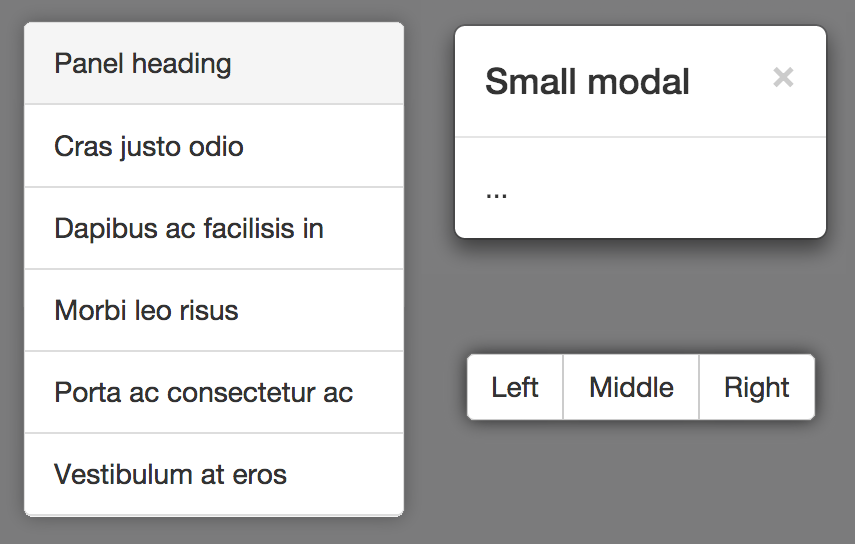 Panel heading
Cras justo odio
Dapibus ac facilisis in
Morbi leo risus
Porta ac consectetur ac
Vestibulum at eros
Small modal ×
...
Left Middle Right